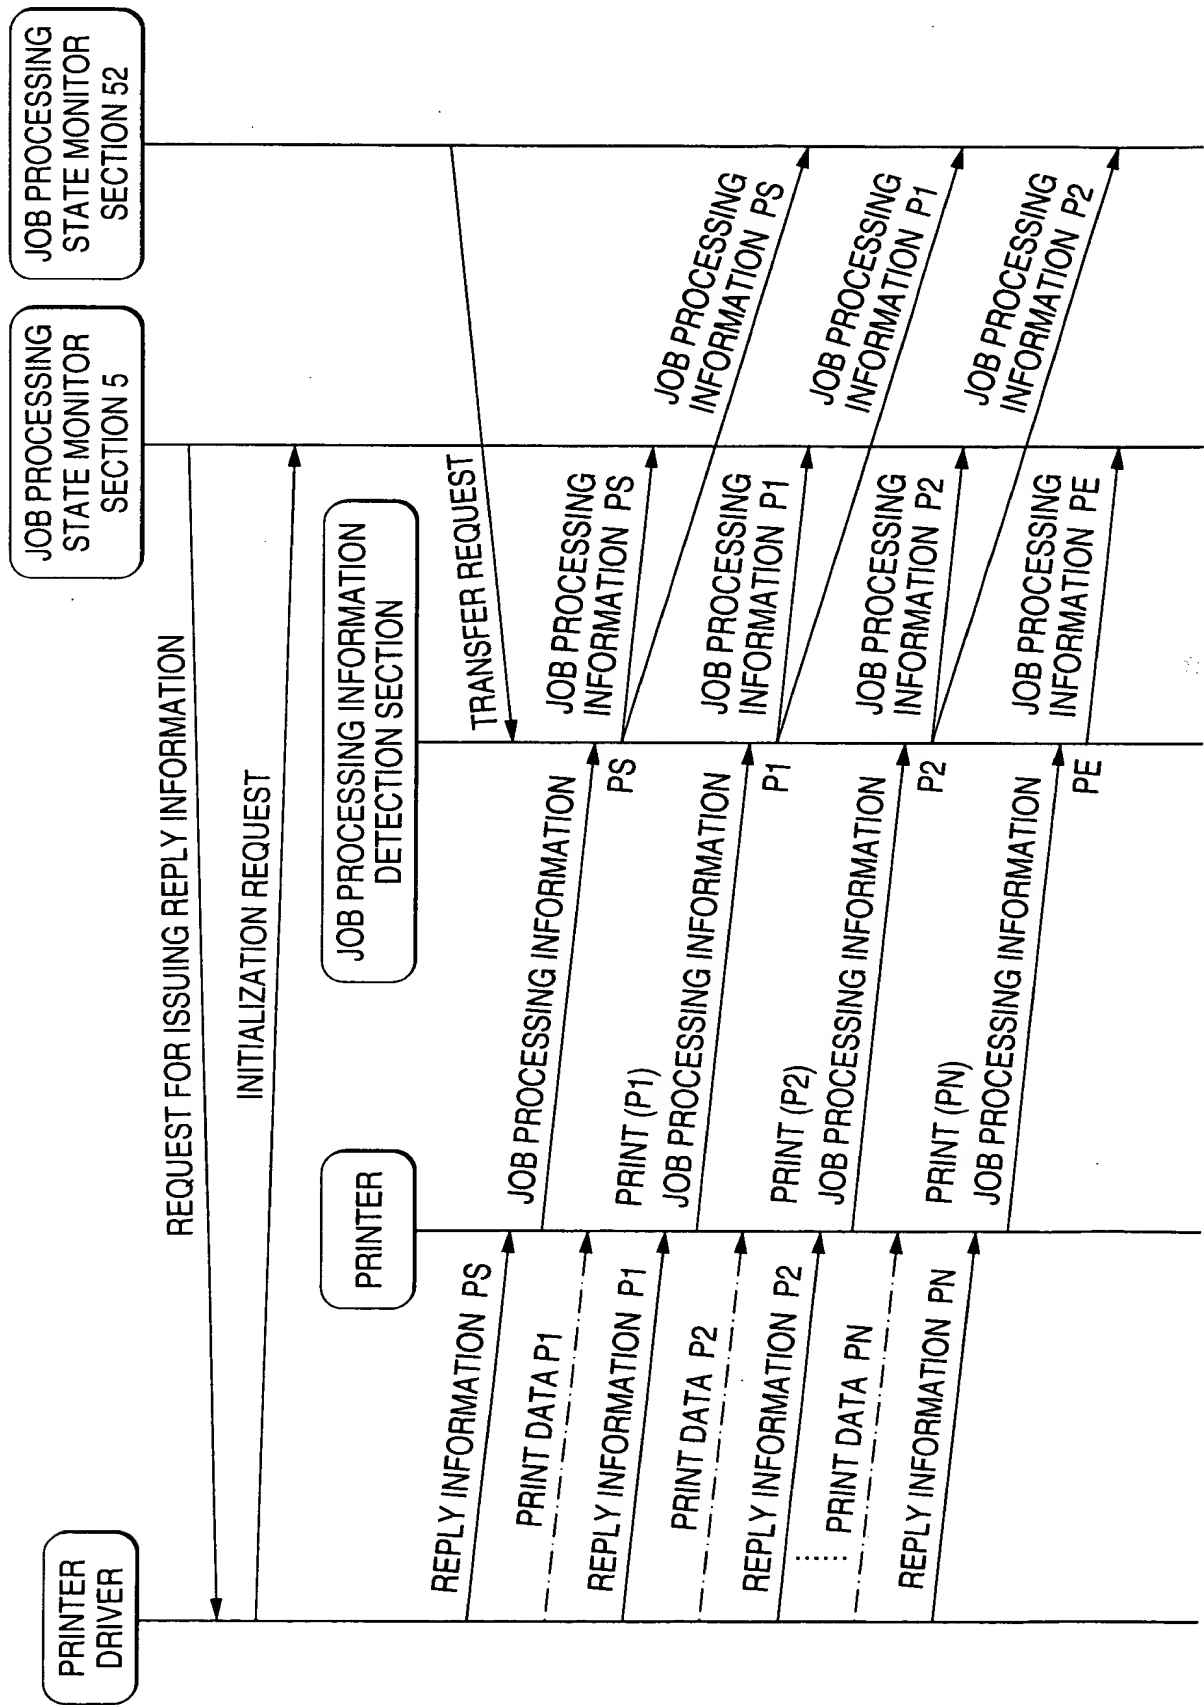 PRINTER
DRIVER
PRINTER
JOB PROCESSING INFORMATION
DETECTION SECTION
JOB PROCESSING
STATE MONITOR
SECTION 5
JOB PROCESSING
STATE MONITOR
SECTION 52
REQUEST FOR ISSUING REPLY INFORMATION
INITIALIZATION REQUEST
TRANSFER REQUEST
REPLY INFORMATION PS
PRINT DATA P1
REPLY INFORMATION P1
PRINT DATA P2
REPLY INFORMATION P2
PRINT DATA PN
REPLY INFORMATION PN
JOB PROCESSING INFORMATION
PS
PRINT (P1)
JOB PROCESSING INFORMATION
P1
PRINT (P2)
JOB PROCESSING INFORMATION
P2
PRINT (PN)
JOB PROCESSING INFORMATION
PE
JOB PROCESSING
INFORMATION PS
JOB PROCESSING
INFORMATION P1
JOB PROCESSING
INFORMATION P2
JOB PROCESSING
INFORMATION PE
JOB PROCESSING
INFORMATION PS
JOB PROCESSING
INFORMATION P1
JOB PROCESSING
INFORMATION P2